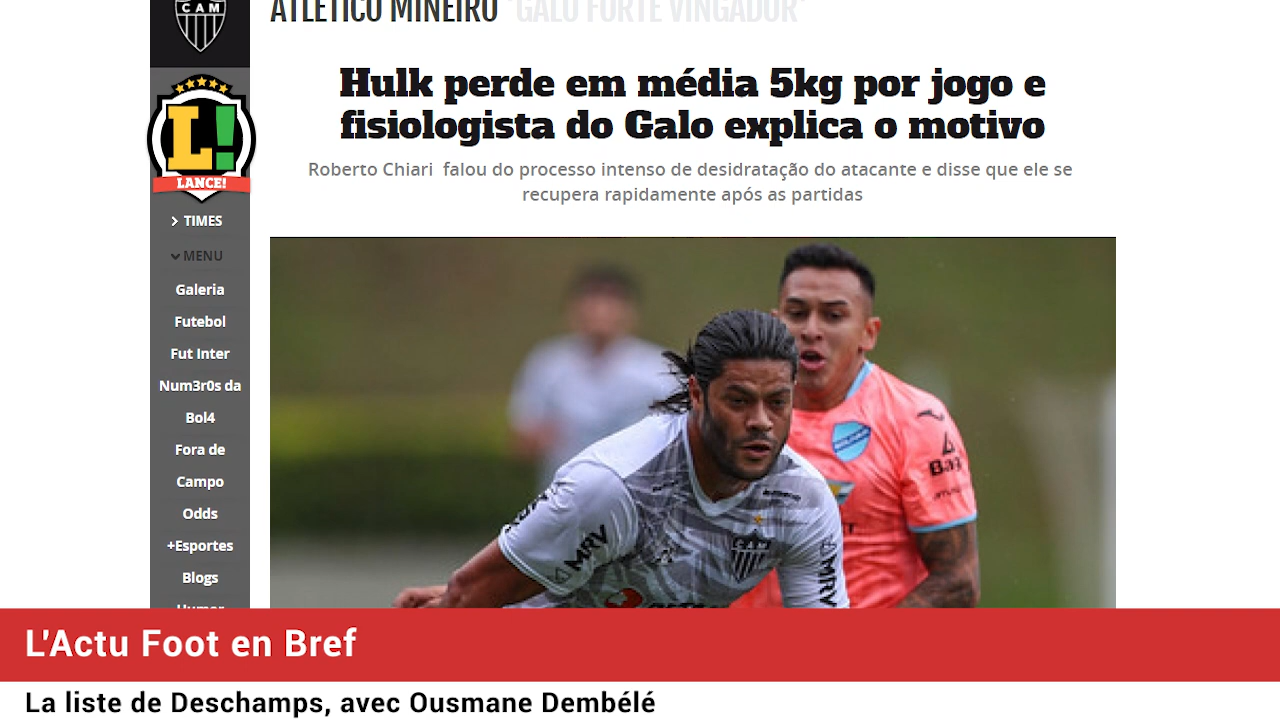 ATLÉTICO MINEIRO 'GALO FORTE VINGADOR'
CAM
L!
LANCE!
TIMES
MENU
Galeria
Futebol
Fut Inter
Num3r0s da
Bol4
Fora de
Campo
Odds
+Esportes
Blogs
Humor
Hulk perde em média 5kg por jogo e
fisiologista do Galo explica o motivo
Roberto Chiari falou do processo intenso de desidratação do atacante e disse que ele se
recupera rapidamente após as partidas
MRV
CAM
MRV
L'Actu Foot en Bref
La liste de Deschamps, avec Ousmane Dembélé